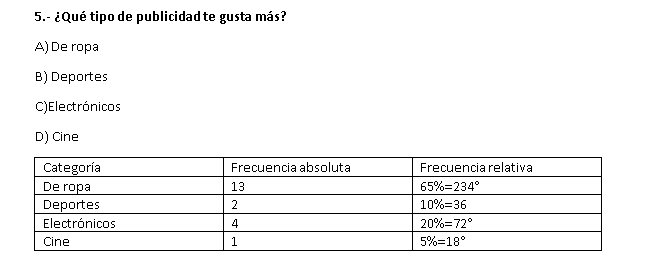 5.- ¿Qué tipo de publicidad te gusta más?
A) De ropa
B) Deportes
C)Electrónicos
D) Cine
Categoría Frecuencia absoluta Frecuencia relativa
De ropa 13 65%=234°
Deportes 2 10%=36
Electrónicos 4 20%=72°
Cine 1 5%=18°